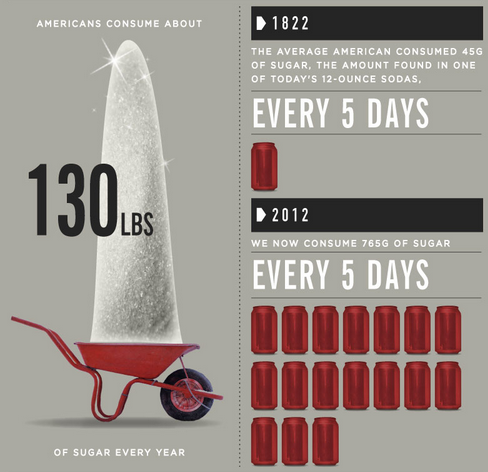 AMERICANS CONSUME ABOUT
130LBS
OF SUGAR EVERY YEAR
1822
THE AVERAGE AMERICAN CONSUMED 45G
OF SUGAR, THE AMOUNT FOUND IN ONE
OF TODAY'S 12-OUNCE SODAS,
EVERY 5 DAYS
2012
WE NOW CONSUME 765G OF SUGAR
EVERY 5 DAYS